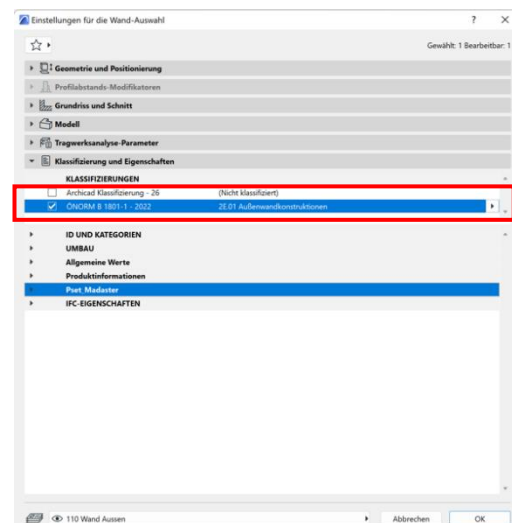 Einstellungen für die Wand-Auswahl ? ×
Gewählt: 1 Bearbeitbar: 1
Geometrie und Positionierung
Profilabstands-Modifikatoren
Grundriss und Schnitt
Modell
Tragwerksanalyse-Parameter
Klassifizierung und Eigenschaften
KLASSIFIZIERUNGEN
Archicad Klassifizierung - 26 (Nicht klassifiziert)
ÖNORM B 1801-1 - 2022 2E.01 Außenwandkonstruktionen
ID UND KATEGORIEN
UMBAU
Allgemeine Werte
Produktinformationen
Pset_Madaster
IFC-EIGENSCHAFTEN
110 Wand Aussen Abbrechen OK